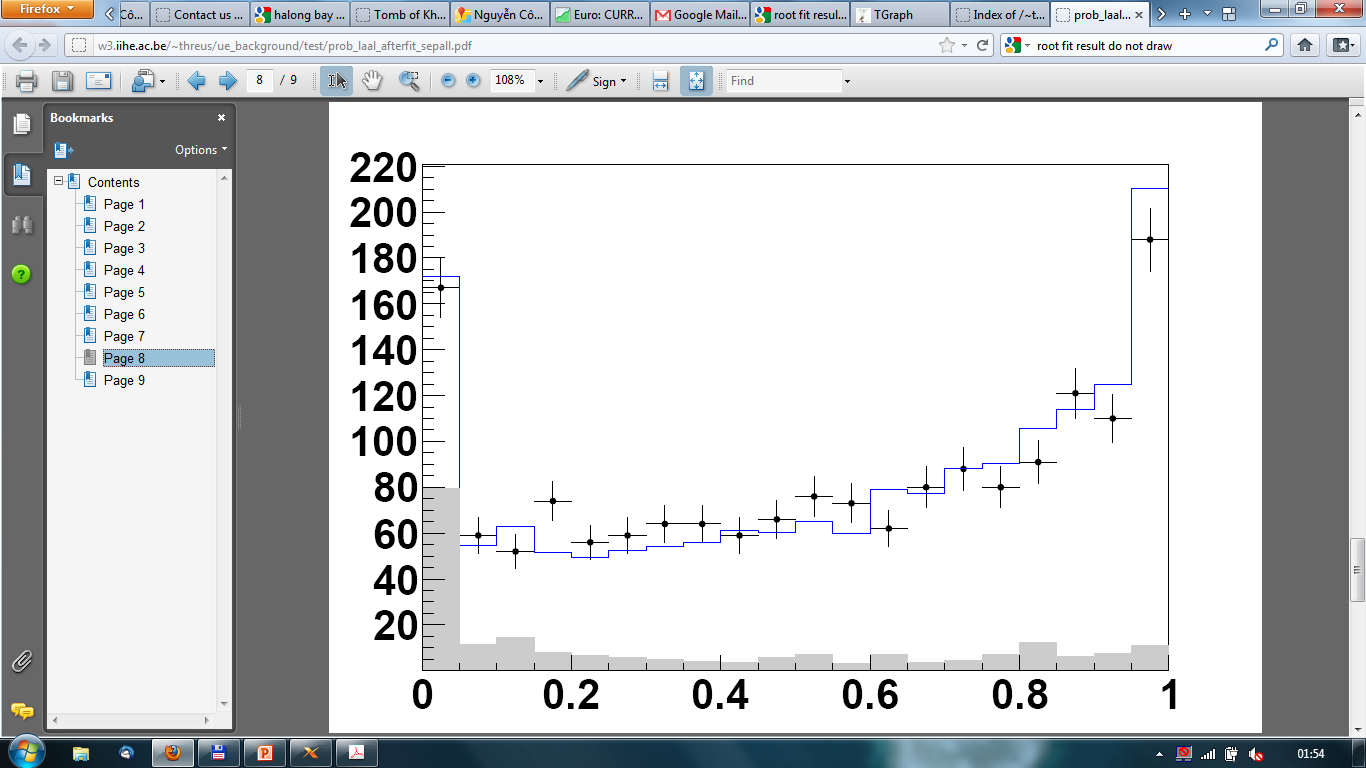 Firefox
Cô... Contact us ... halong bay ... Tomb of Kh... Nguyễn Cô... Euro: CURR... Google Mail... root fit resul... TGraph Index of /~t... prob_laal...
w3.iihe.ac.be/~threus/ue_background/test/prob_laal_afterfit_sepall.pdf
root fit result do not draw
8 / 9 108% Sign Find
Bookmarks
Options
Contents
Page 1
Page 2
Page 3
Page 4
Page 5
Page 6
Page 7
Page 8
Page 9
220
200
180
160
140
120
100
80
60
40
20
0 0.2 0.4 0.6 0.8 1
01:54